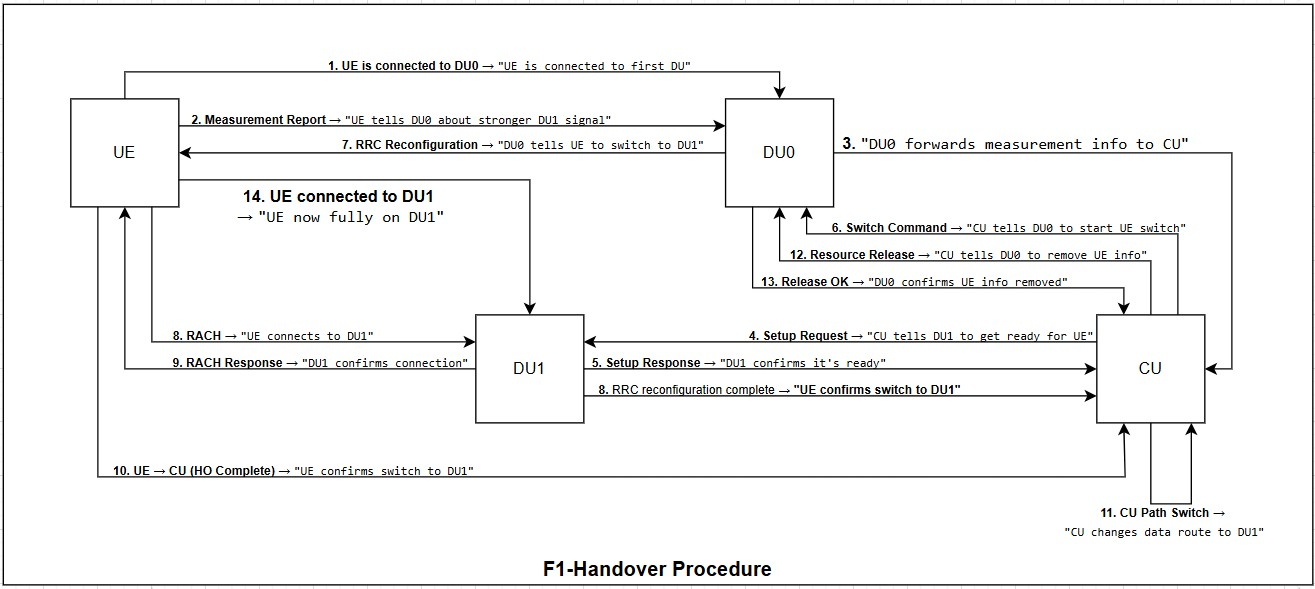 1. UE is connected to DU0 → "UE is connected to first DU"
UE
2. Measurement Report → "UE tells DU0 about stronger DU1 signal"
7. RRC Reconfiguration → "DU0 tells UE to switch to DU1"
DU0
3. "DU0 forwards measurement info to CU"
14. UE connected to DU1
→ "UE now fully on DU1"
6. Switch Command → "CU tells DU0 to start UE switch"
12. Resource Release → "CU tells DU0 to remove UE info"
13. Release OK → "DU0 confirms UE info removed"
8. RACH → "UE connects to DU1"
9. RACH Response → "DU1 confirms connection"
DU1
4. Setup Request → "CU tells DU1 to get ready for UE"
5. Setup Response → "DU1 confirms it's ready"
8. RRC reconfiguration complete → "UE confirms switch to DU1"
CU
10. UE → CU (HO Complete) → "UE confirms switch to DU1"
11. CU Path Switch →
"CU changes data route to DU1"
F1-Handover Procedure